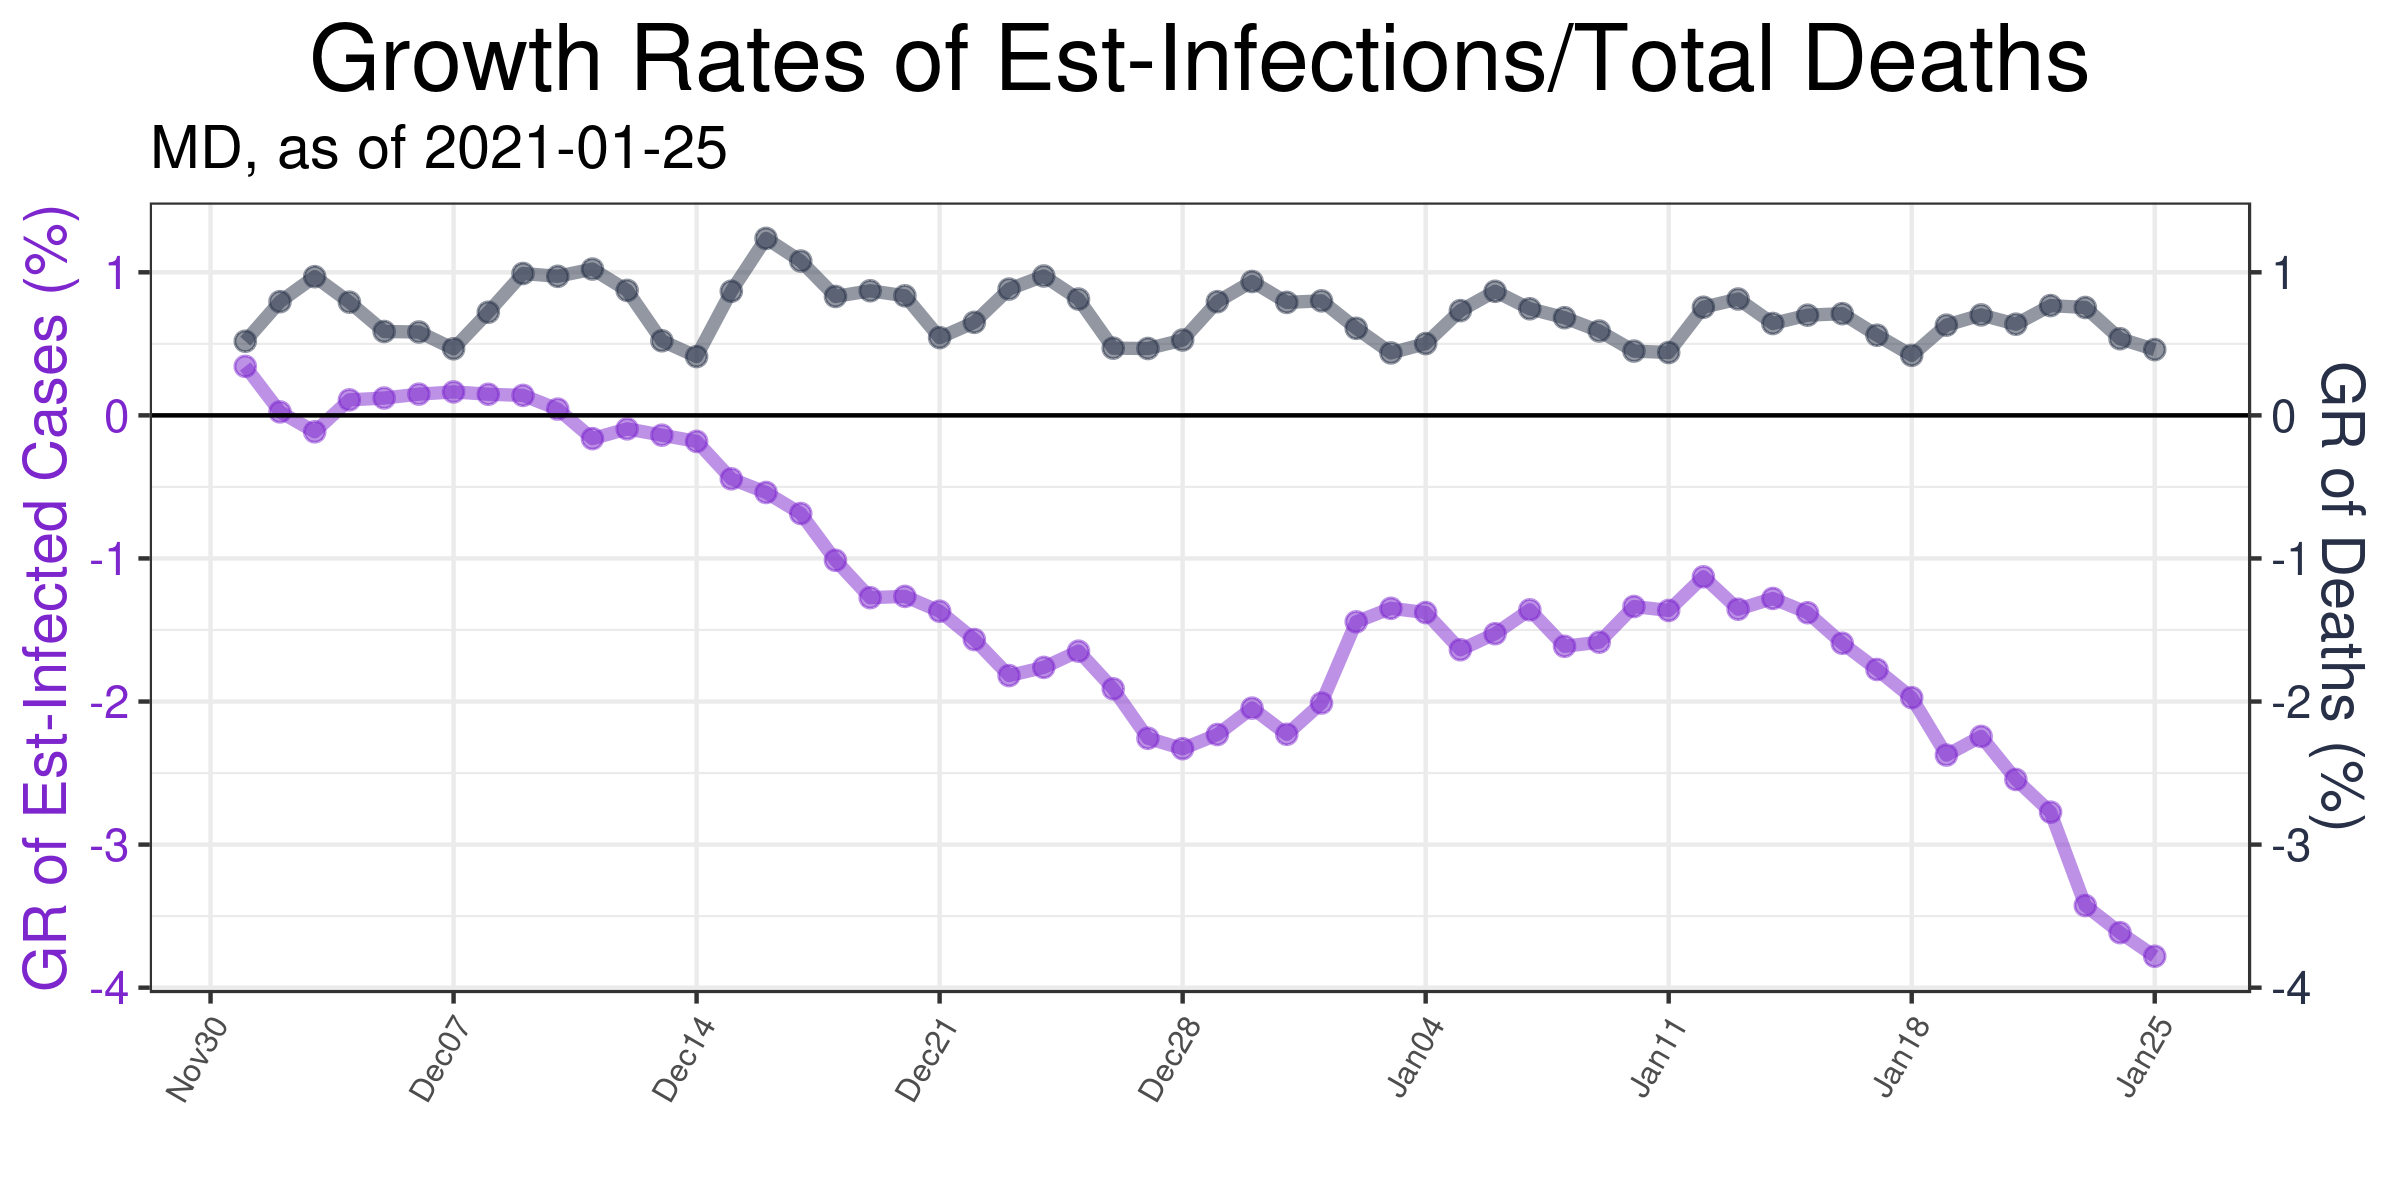 Growth Rates of Est-Infections/Total Deaths
MD, as of 2021-01-25
GR of Est-Infected Cases (%)
1
0
-1
-2
-3
-4
1
0
-1
-2
-3
-4
GR of Deaths (%)
Nov30
Dec07
Dec14
Dec21
Dec28
Jan04
Jan11
Jan18
Jan25